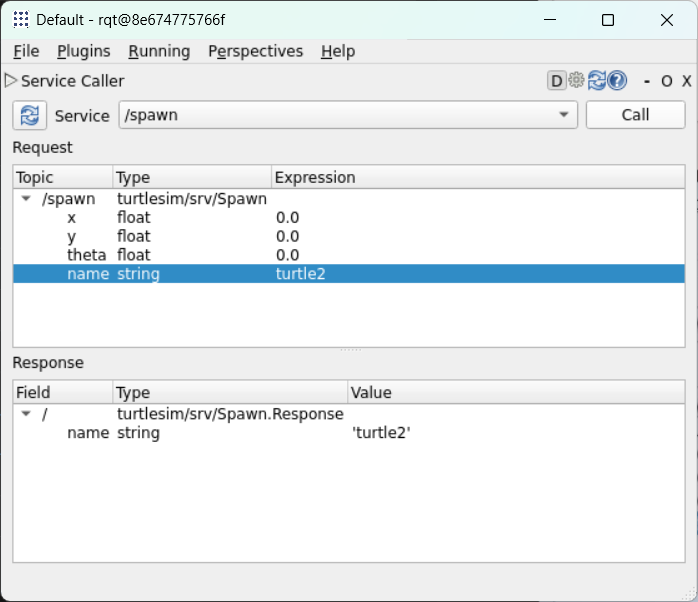 Default - rqt@8e674775766f
File Plugins Running Perspectives Help
Service Caller D - O X
Service /spawn Call
Request
Topic Type Expression
/spawn turtlesim/srv/Spawn
x float 0.0
y float 0.0
theta float 0.0
name string turtle2
Response
Field Type Value
/ turtlesim/srv/Spawn.Response
name string 'turtle2'